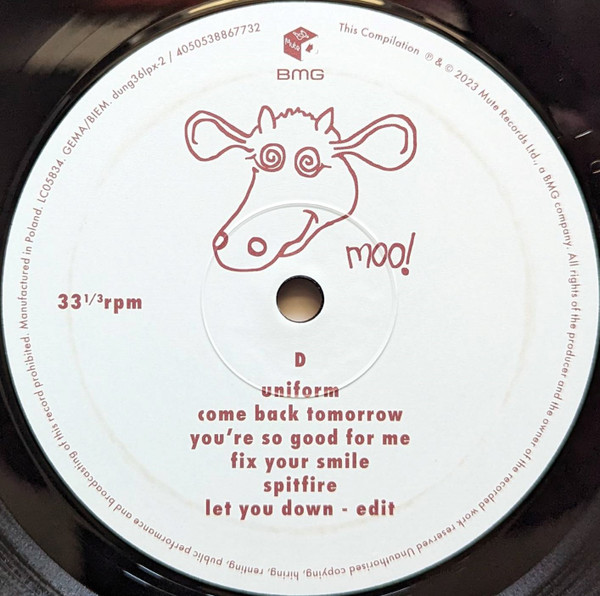 This Compilation ℗ & © 2023 Mute Records Ltd., a BMG company. All rights of the producer and the owner of the recorded work reserved Unauthorised copying, hiring, renting, public performance and broadcasting of this record prohibited. Manufactured in Poland. LC05834. GEMA/BIEM. dung36lpx-2 / 4050538867732
Mute
BMG
moo!
33 1/3 rpm
D
uniform
come back tomorrow
you're so good for me
fix your smile
spitfire
let you down - edit